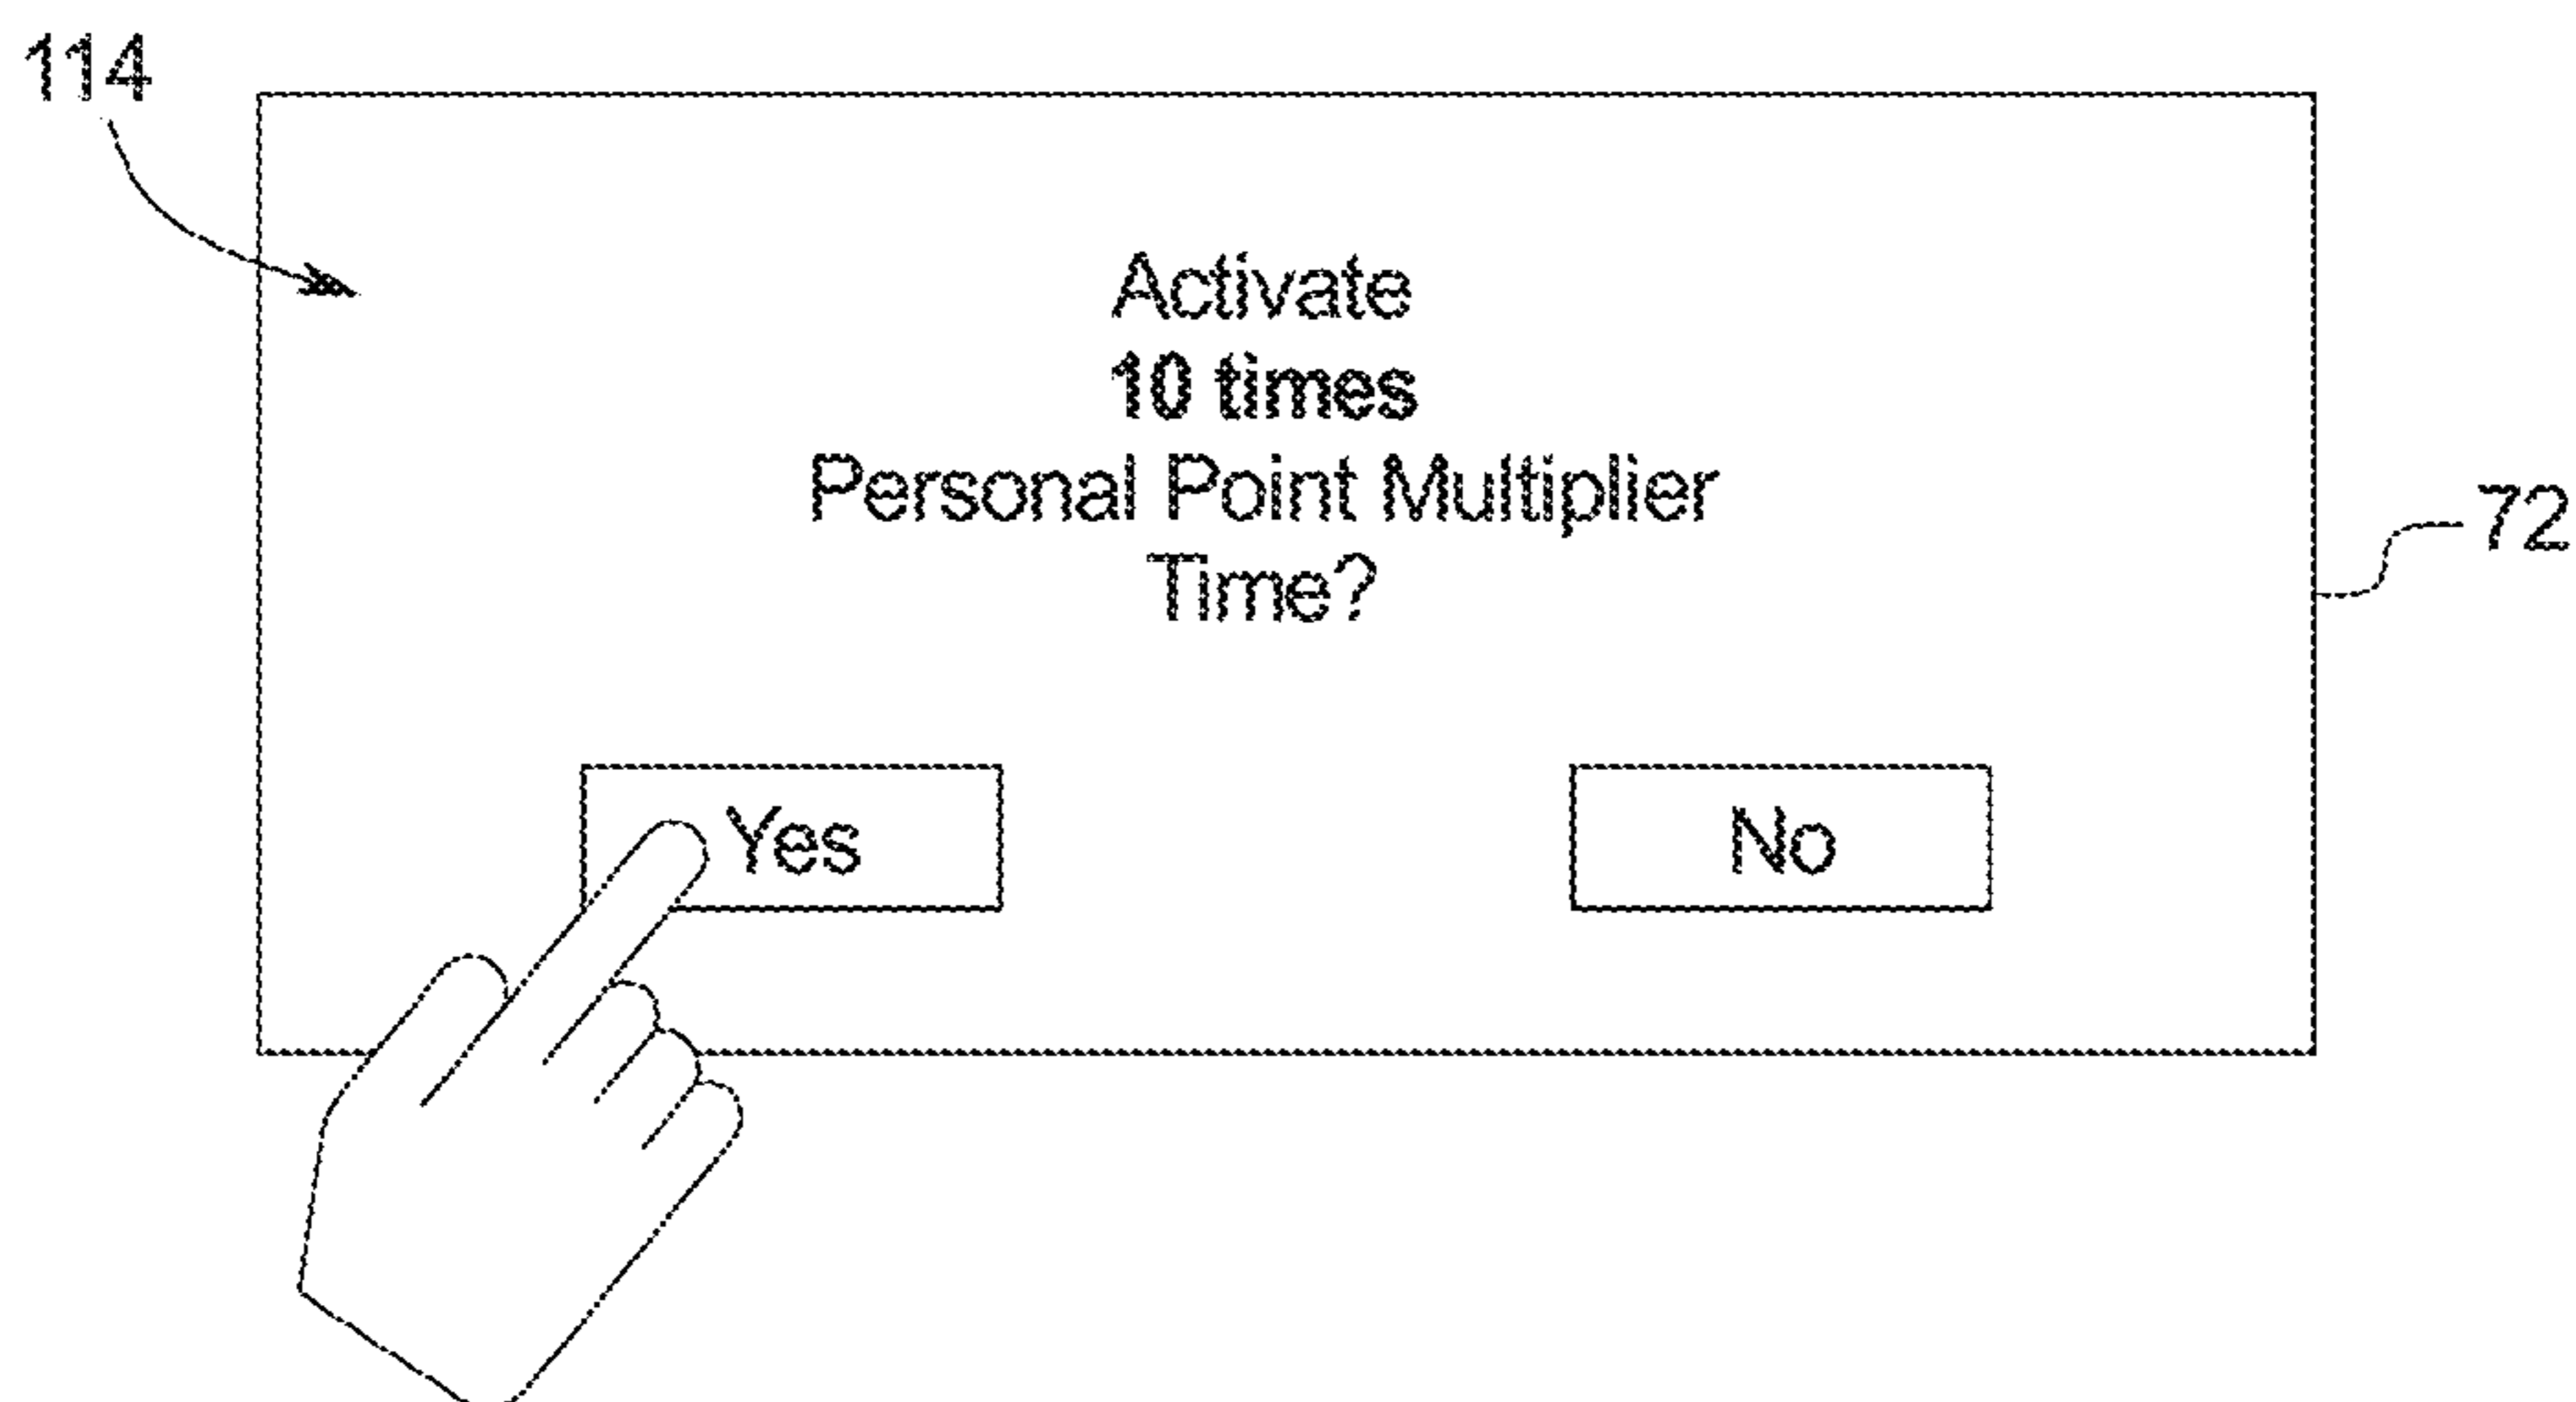 114
Activate
10 times
Personal Point Multiplier
Time?
72
Yes
No